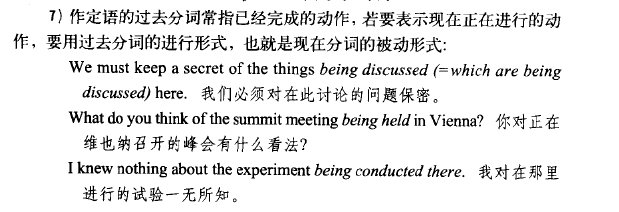 7) 作定语的过去分词常指已经完成的动作，若要表示现在正在进行的动
作，要用过去分词的进行形式，也就是现在分词的被动形式:
We must keep a secret of the things being discussed (=which are being
discussed) here. 我们必须对在此讨论的问题保密。
What do you think of the summit meeting being held in Vienna? 你对正在
维也纳召开的峰会有什么看法?
I knew nothing about the experiment being conducted there. 我对在那里
进行的试验一无所知。